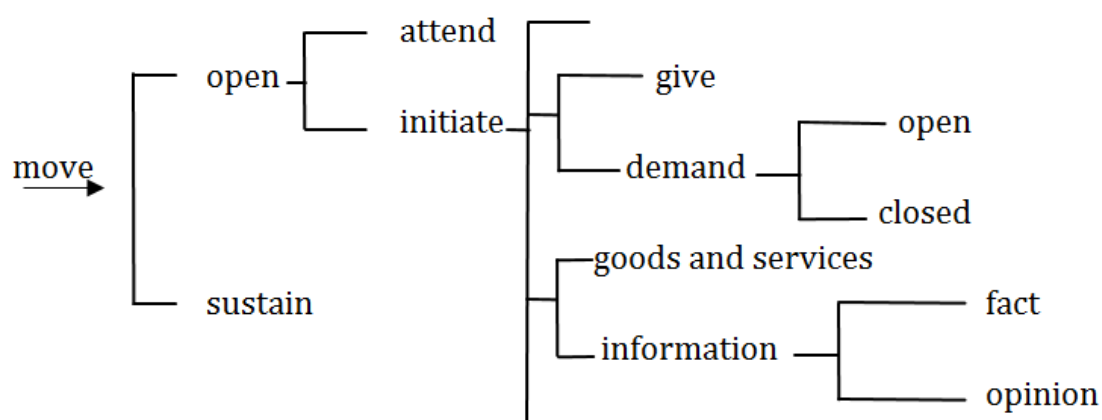 attend
open
give
initiate
open
move
demand
closed
goods and services
sustain
fact
information
opinion